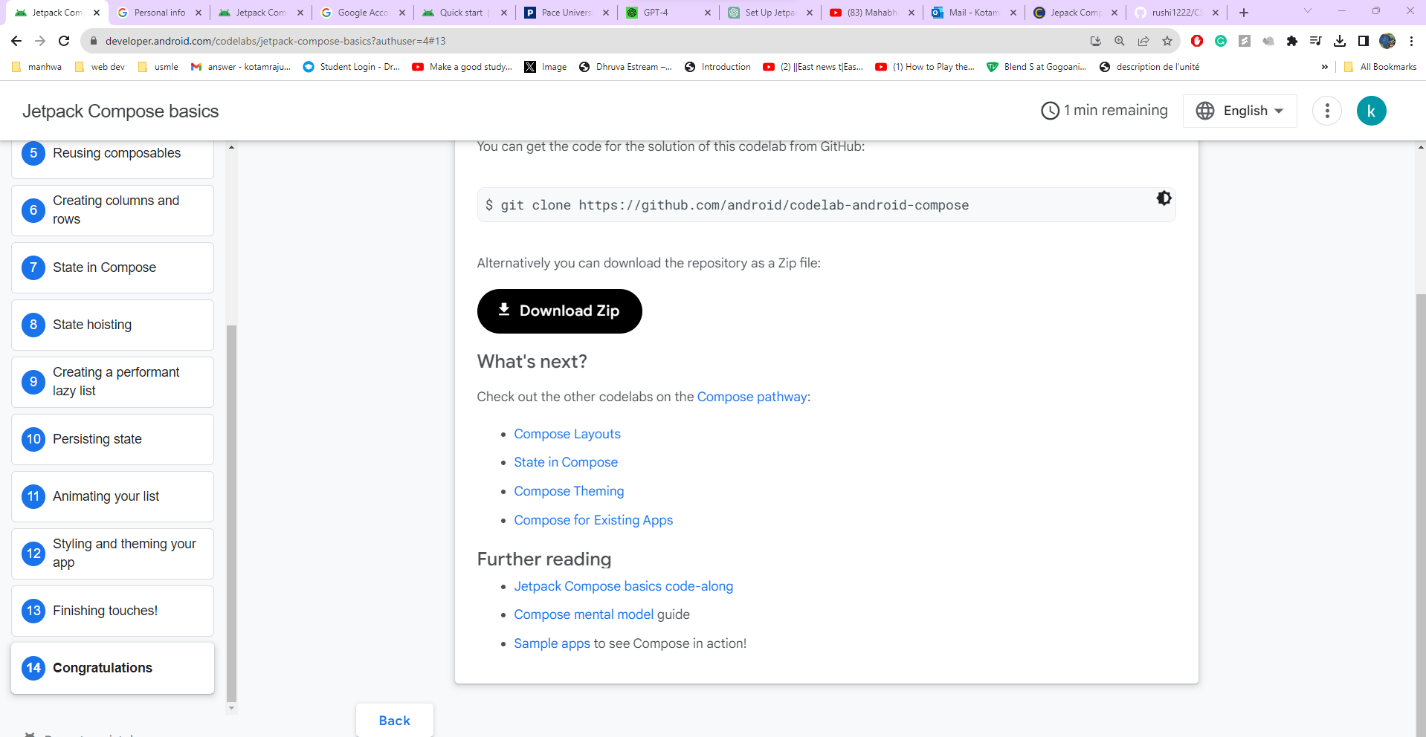 Jetpack Com
Personal info
Jetpack Com
Google Acco
Quick start
Pace Univers
GPT-4
Set Up Jetpa
(83) Mahabh
Mail - Kotam
Jepack Comp
rushi1222/CS
developer.android.com/codelabs/jetpack-compose-basics?authuser=4#13
manhwa
web dev
usmle
answer - kotamraju...
Student Login - Dr...
Make a good study...
Image
Dhruva Estream –...
Introduction
(2) ||East news t|Eas...
(1) How to Play the...
Blend S at Gogoani...
description de l'unité
»
All Bookmarks
Jetpack Compose basics
1 min remaining
English
k
5 Reusing composables
6 Creating columns and
rows
7 State in Compose
8 State hoisting
9 Creating a performant
lazy list
10 Persisting state
11 Animating your list
12 Styling and theming your
app
13 Finishing touches!
14 Congratulations
You can get the code for the solution of this codelab from GitHub:
$ git clone https://github.com/android/codelab-android-compose
Alternatively you can download the repository as a Zip file:
Download Zip
What's next?
Check out the other codelabs on the Compose pathway:
• Compose Layouts
• State in Compose
• Compose Theming
• Compose for Existing Apps
Further reading
• Jetpack Compose basics code-along
• Compose mental model guide
• Sample apps to see Compose in action!
Back